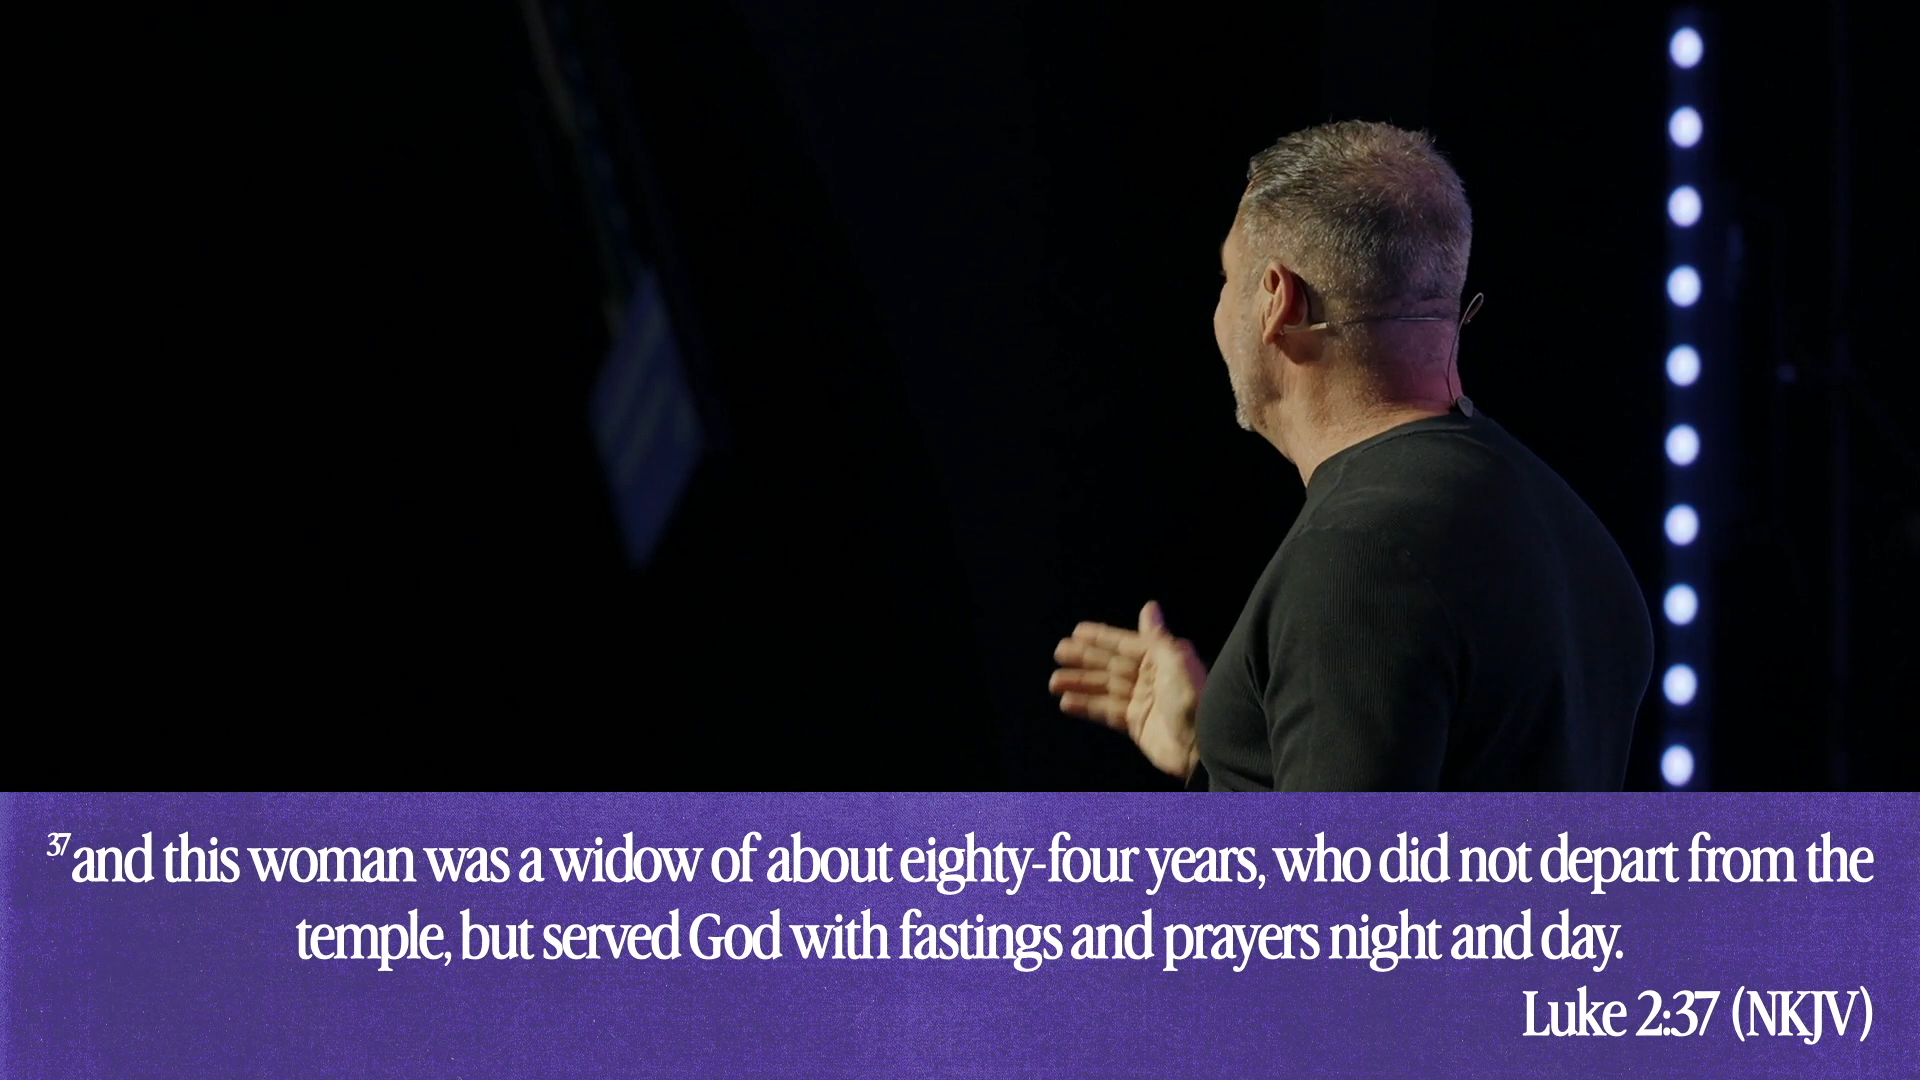 37and this woman was a widow of about eighty-four years, who did not depart from the
temple, but served God with fastings and prayers night and day.
Luke 2:37 (NKJV)